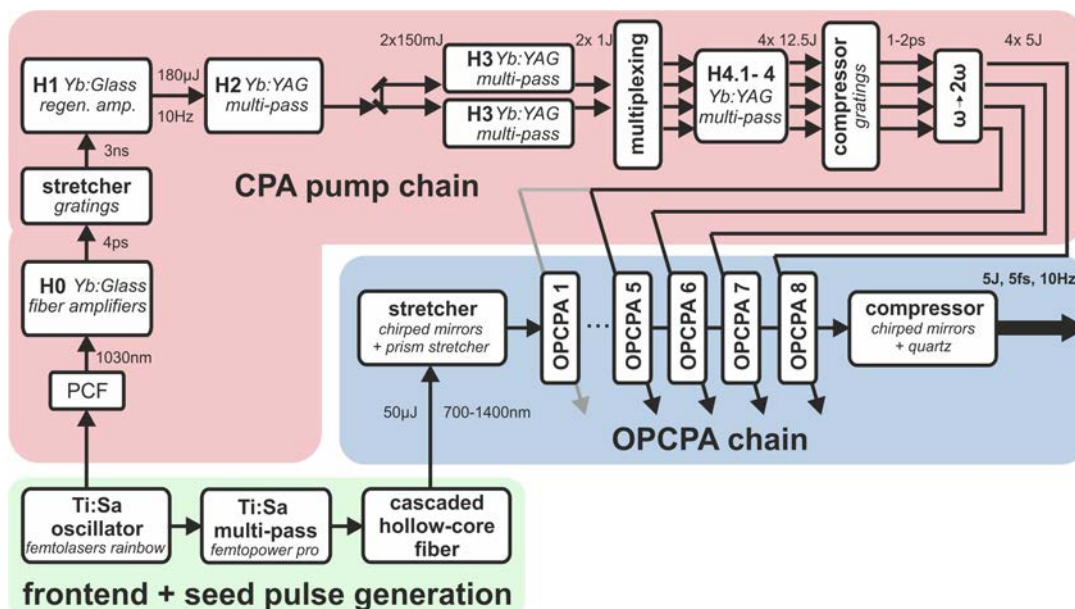 2x150mJ
2x 1J
4x 12.5J
1-2ps
4x 5J
H1 Yb:Glass
regen. amp.
180µJ
10Hz
H2 Yb:YAG
multi-pass
H3 Yb:YAG
multi-pass
H3 Yb:YAG
multi-pass
multiplexing
H4.1- 4
Yb:YAG
multi-pass
compressor
gratings
ω→2ω
3ns
stretcher
gratings
CPA pump chain
4ps
H0 Yb:Glass
fiber amplifiers
1030nm
PCF
stretcher
chirped mirrors
+ prism stretcher
OPCPA 1
...
OPCPA 5
OPCPA 6
OPCPA 7
OPCPA 8
compressor
chirped mirrors
+ quartz
5J, 5fs, 10Hz
50µJ
700-1400nm
OPCPA chain
Ti:Sa
oscillator
femtolasers rainbow
Ti:Sa
multi-pass
femtopower pro
cascaded
hollow-core
fiber
frontend + seed pulse generation